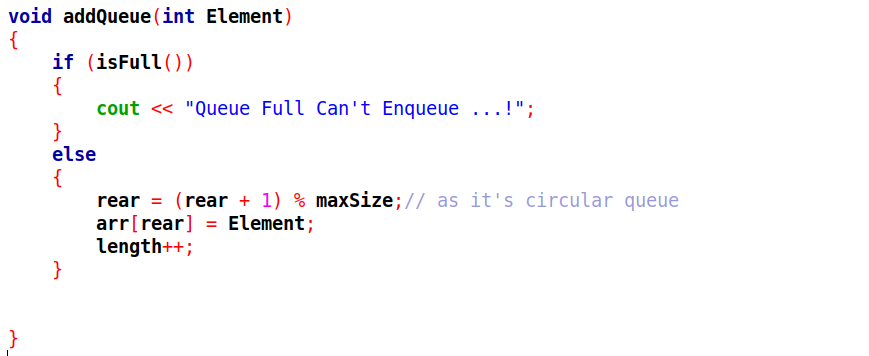 void addQueue(int Element)
{
    if (isFull())
    {
        cout << "Queue Full Can't Enqueue ...!";
    }
    else
    {
        rear = (rear + 1) % maxSize;// as it's circular queue
        arr[rear] = Element;
        length++;
    }
}